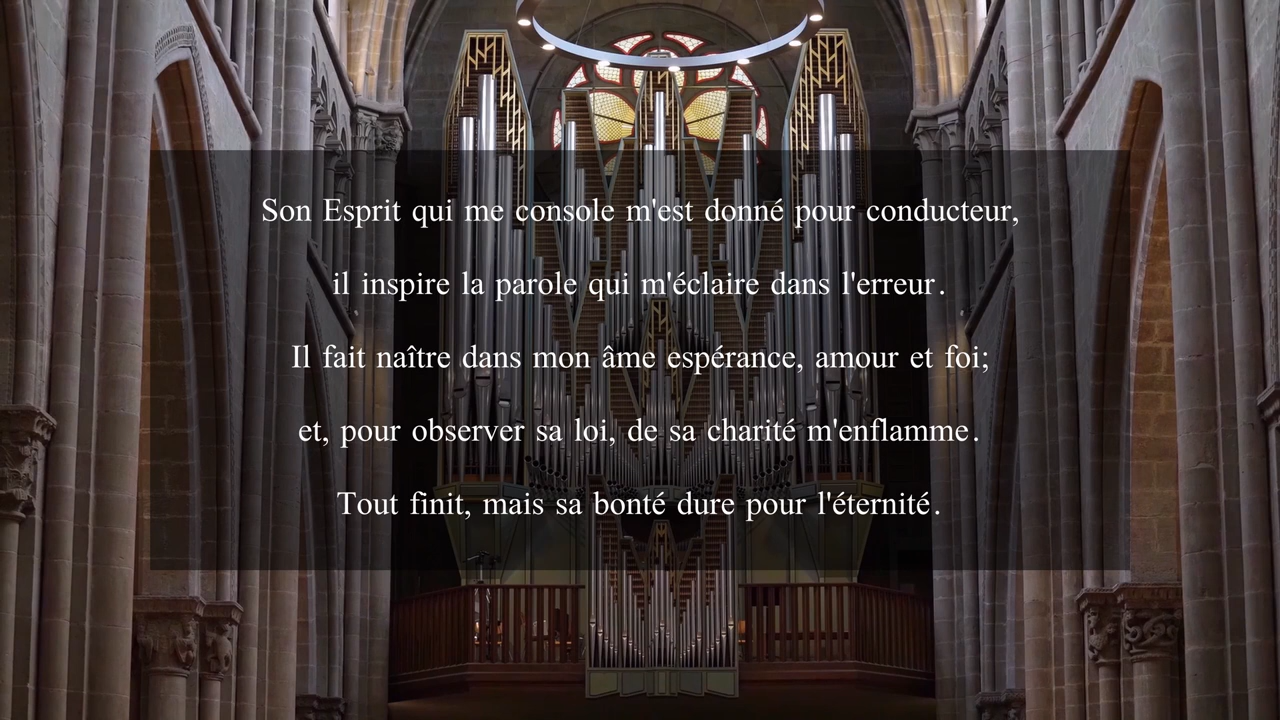 Son Esprit qui me console m'est donné pour conducteur,
il inspire la parole qui m'éclaire dans l'erreur.
Il fait naître dans mon âme espérance, amour et foi;
et, pour observer sa loi, de sa charité m'enflamme.
Tout finit, mais sa bonté dure pour l'éternité.